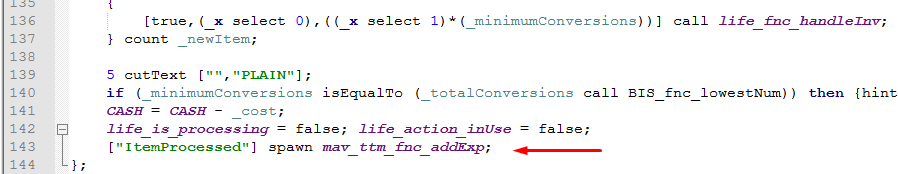 135
136 {
137 [true,(_x select 0),((_x select 1)*(_minimumConversions))] call life_fnc_handleInv;
} count _newItem;
138
139 5 cutText ["","PLAIN"];
140 if (_minimumConversions isEqualTo (_totalConversions call BIS_fnc_lowestNum)) then {hint
141 CASH = CASH - _cost;
142 life_is_processing = false; life_action_inUse = false;
143 ["ItemProcessed"] spawn mav_ttm_fnc_addExp;
144 };